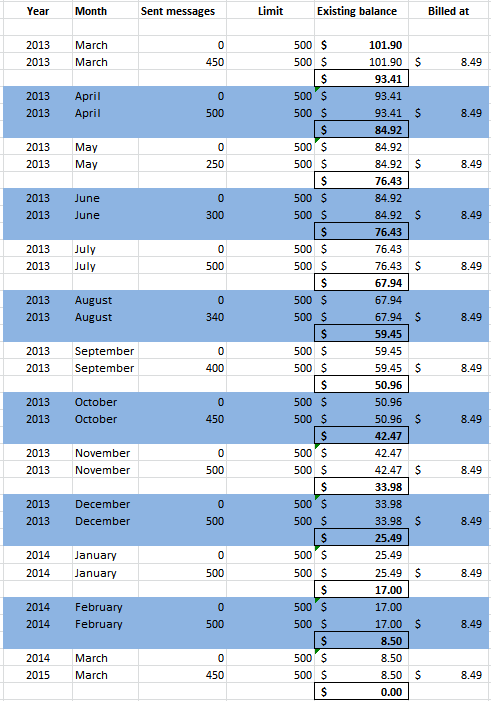 Year Month Sent messages Limit Existing balance Billed at
2013 March 0 500 $ 101.90
2013 March 450 500 $ 101.90 $ 8.49
$ 93.41
2013 April 0 500 $ 93.41
2013 April 500 500 $ 93.41 $ 8.49
$ 84.92
2013 May 0 500 $ 84.92
2013 May 250 500 $ 84.92 $ 8.49
$ 76.43
2013 June 0 500 $ 84.92
2013 June 300 500 $ 84.92 $ 8.49
$ 76.43
2013 July 0 500 $ 76.43
2013 July 500 500 $ 76.43 $ 8.49
$ 67.94
2013 August 0 500 $ 67.94
2013 August 340 500 $ 67.94 $ 8.49
$ 59.45
2013 September 0 500 $ 59.45
2013 September 400 500 $ 59.45 $ 8.49
$ 50.96
2013 October 0 500 $ 50.96
2013 October 450 500 $ 50.96 $ 8.49
$ 42.47
2013 November 0 500 $ 42.47
2013 November 500 500 $ 42.47 $ 8.49
$ 33.98
2013 December 0 500 $ 33.98
2013 December 500 500 $ 33.98 $ 8.49
$ 25.49
2014 January 0 500 $ 25.49
2014 January 500 500 $ 25.49 $ 8.49
$ 17.00
2014 February 0 500 $ 17.00
2014 February 500 500 $ 17.00 $ 8.49
$ 8.50
2014 March 0 500 $ 8.50
2015 March 450 500 $ 8.50 $ 8.49
$ 0.00